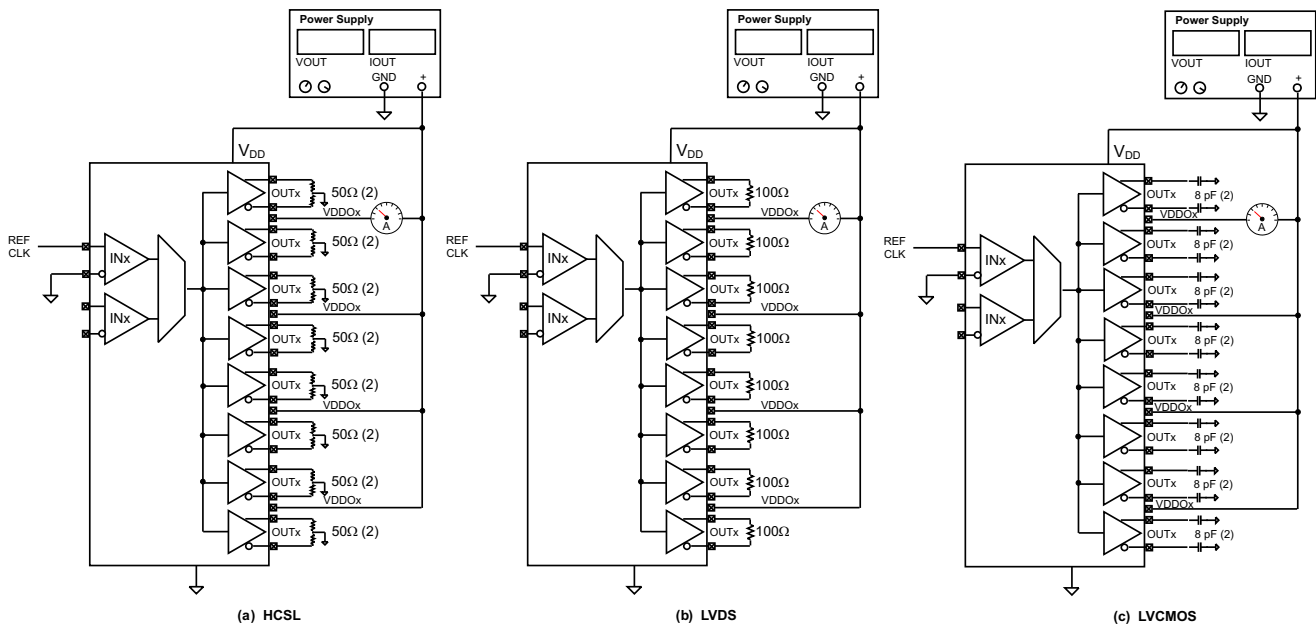 Power Supply
VOUT IOUT
GND +
V_DD
OUTx 50Ω (2)
VDDOx A
REF
CLK
INx
INx
OUTx 50Ω (2)
OUTx 50Ω (2)
VDDOx
OUTx 50Ω (2)
OUTx 50Ω (2)
VDDOx
OUTx 50Ω (2)
OUTx 50Ω (2)
VDDOx
OUTx 50Ω (2)
(a) HCSL
Power Supply
VOUT IOUT
GND +
V_DD
OUTx 100Ω
VDDOx A
REF
CLK
INx
INx
OUTx 100Ω
OUTx 100Ω
VDDOx
OUTx 100Ω
OUTx 100Ω
VDDOx
OUTx 100Ω
OUTx 100Ω
VDDOx
OUTx 100Ω
(b) LVDS
Power Supply
VOUT IOUT
GND +
V_DD
OUTx 8 pF (2)
VDDOx A
REF
CLK
INx
INx
OUTx 8 pF (2)
OUTx 8 pF (2)
VDDOx
OUTx 8 pF (2)
OUTx 8 pF (2)
VDDOx
OUTx 8 pF (2)
OUTx 8 pF (2)
VDDOx
OUTx 8 pF (2)
(c) LVCMOS